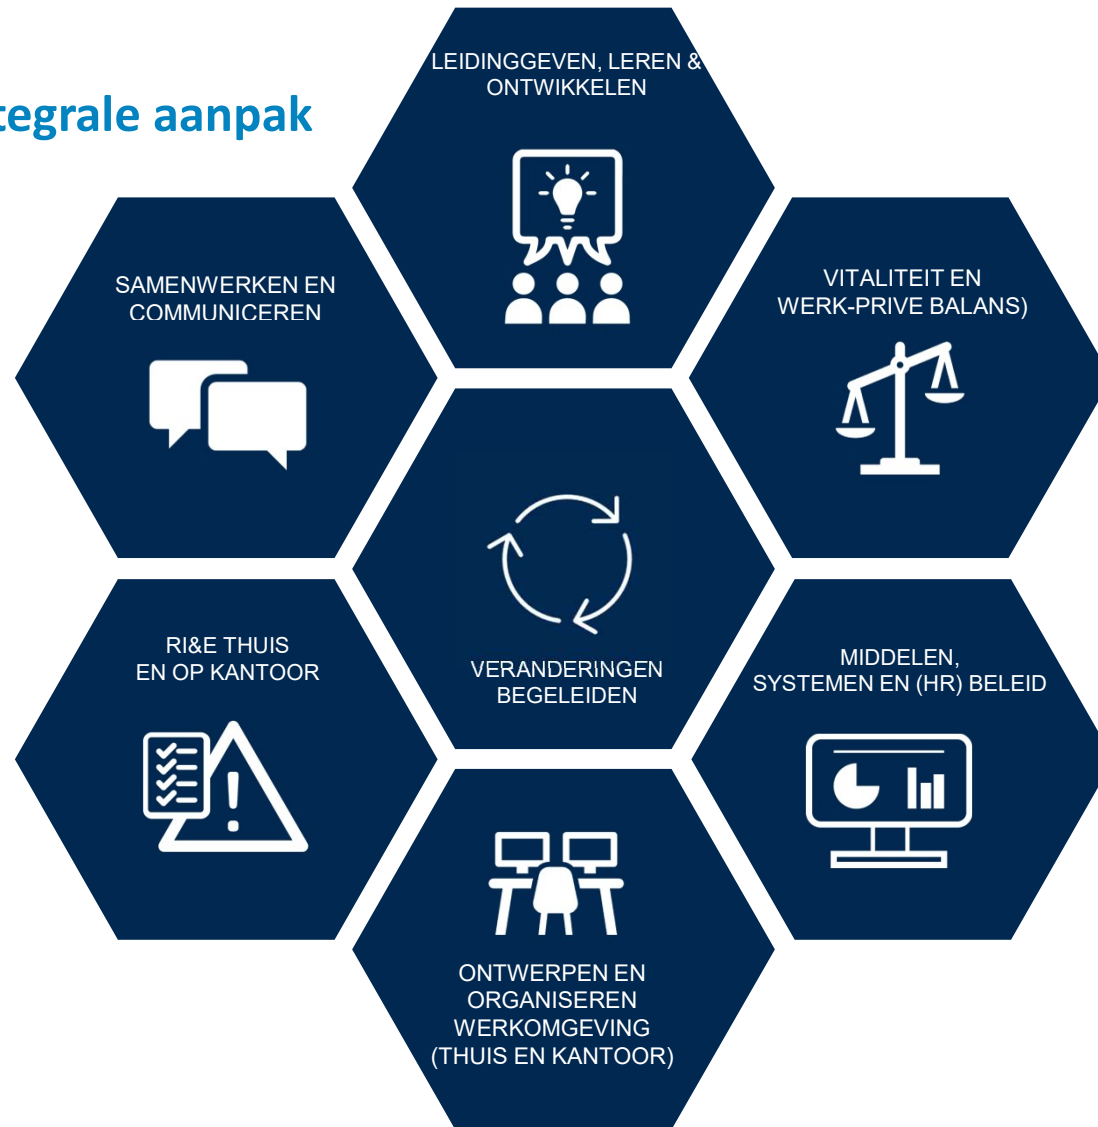 LEIDINGGEVEN, LEREN &
ONTWIKKELEN
tegrale aanpak
SAMENWERKEN EN
COMMUNICEREN
VITALITEIT EN
WERK-PRIVE BALANS)
RI&E THUIS
EN OP KANTOOR
VERANDERINGEN
BEGELEIDEN
MIDDELEN,
SYSTEMEN EN (HR) BELEID
ONTWERPEN EN
ORGANISEREN
WERKOMGEVING
(THUIS EN KANTOOR)